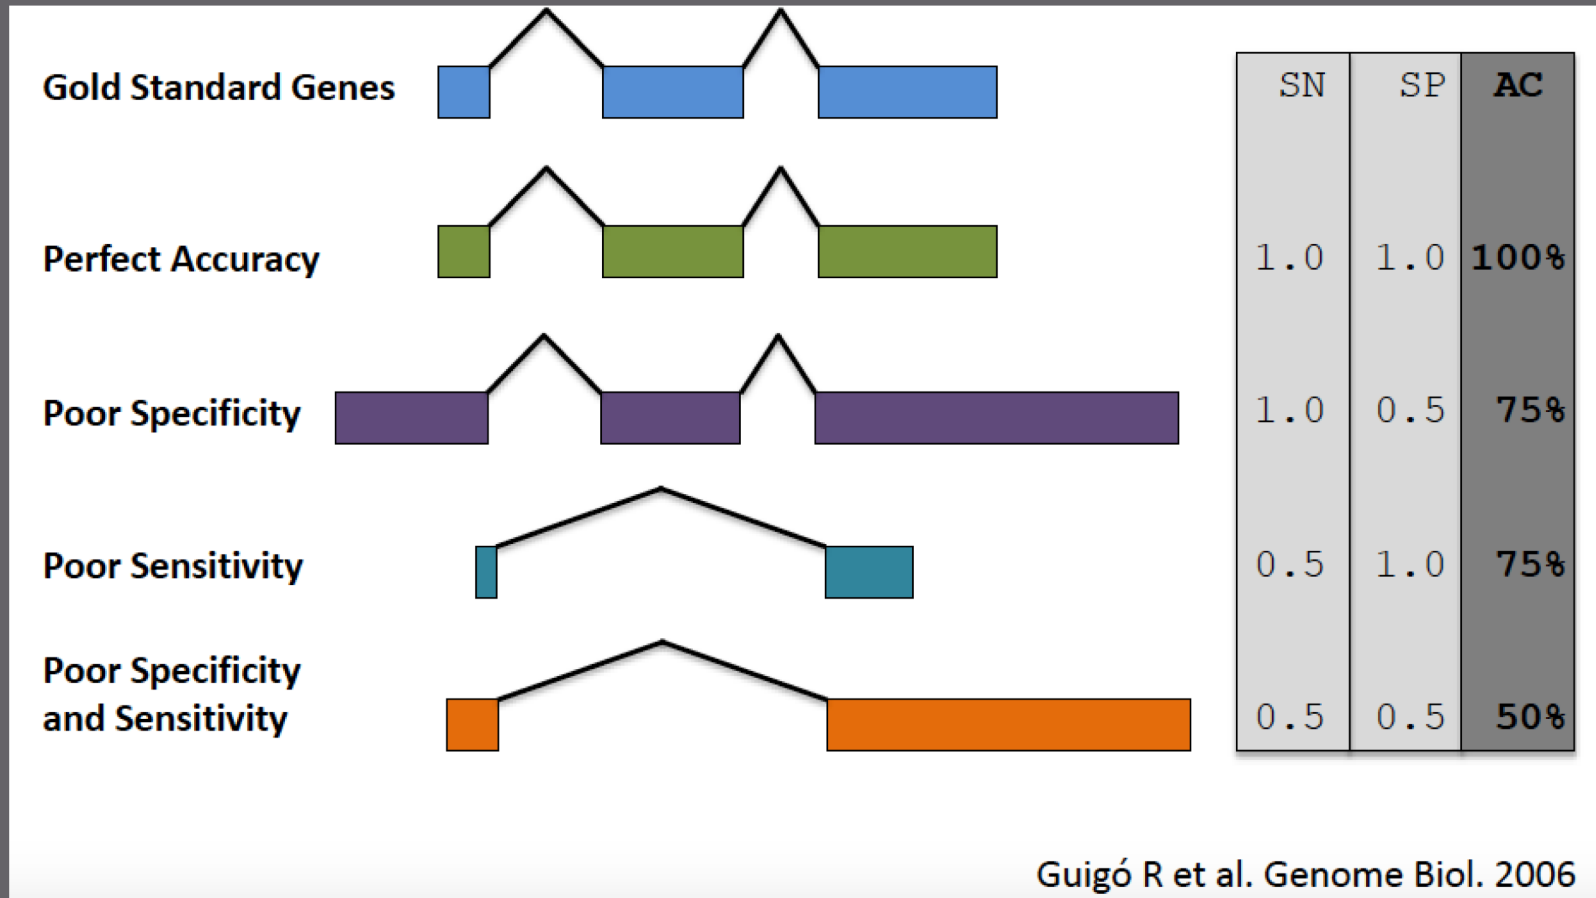 Gold Standard Genes
SN SP AC
Perfect Accuracy
1.0 1.0 100%
Poor Specificity
1.0 0.5 75%
Poor Sensitivity
0.5 1.0 75%
Poor Specificity
and Sensitivity
0.5 0.5 50%
Guigó R et al. Genome Biol. 2006